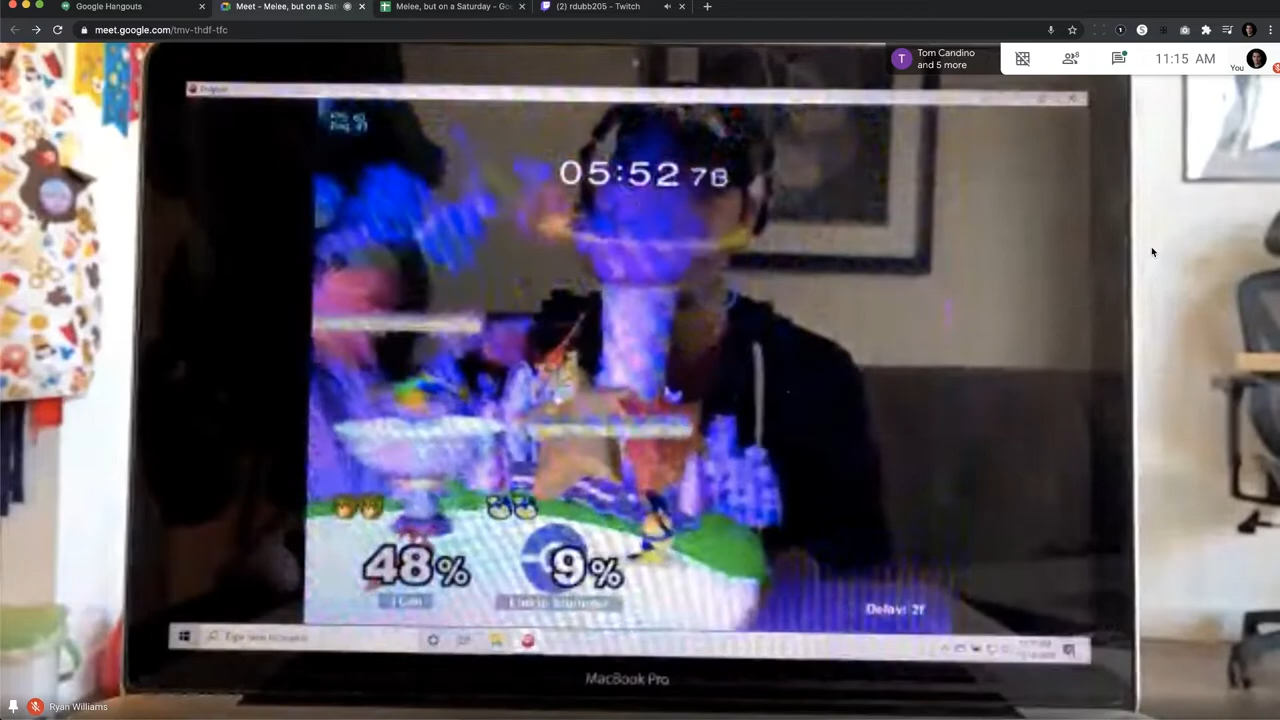 Google Hangouts
Meet - Melee, but on a Sat
Melee, but on a Saturday - Goo
(2) rdubb205 - Twitch
meet.google.com/tmv-thdf-tfc
Tom Candino
and 5 more
T
8
11:15 AM
You
05:52 78
48%
9%
Delay: 2f
MacBook Pro
Ryan Williams